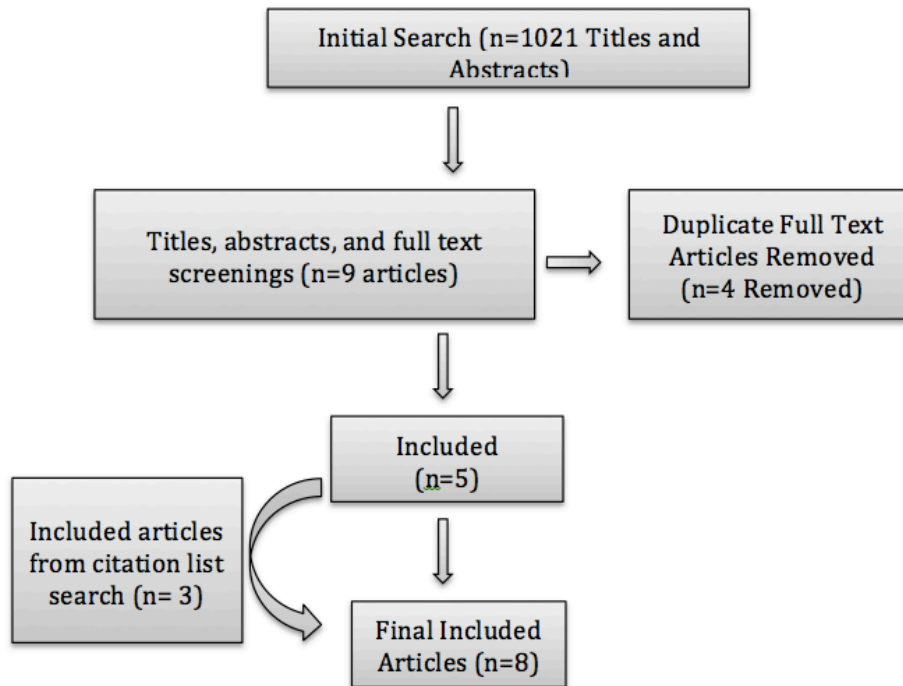 Initial Search (n=1021 Titles and
Abstracts)
Titles, abstracts, and full text
screenings (n=9 articles)
Duplicate Full Text
Articles Removed
(n=4 Removed)
Included
(n=5)
Included articles
from citation list
search (n= 3)
Final Included
Articles (n=8)